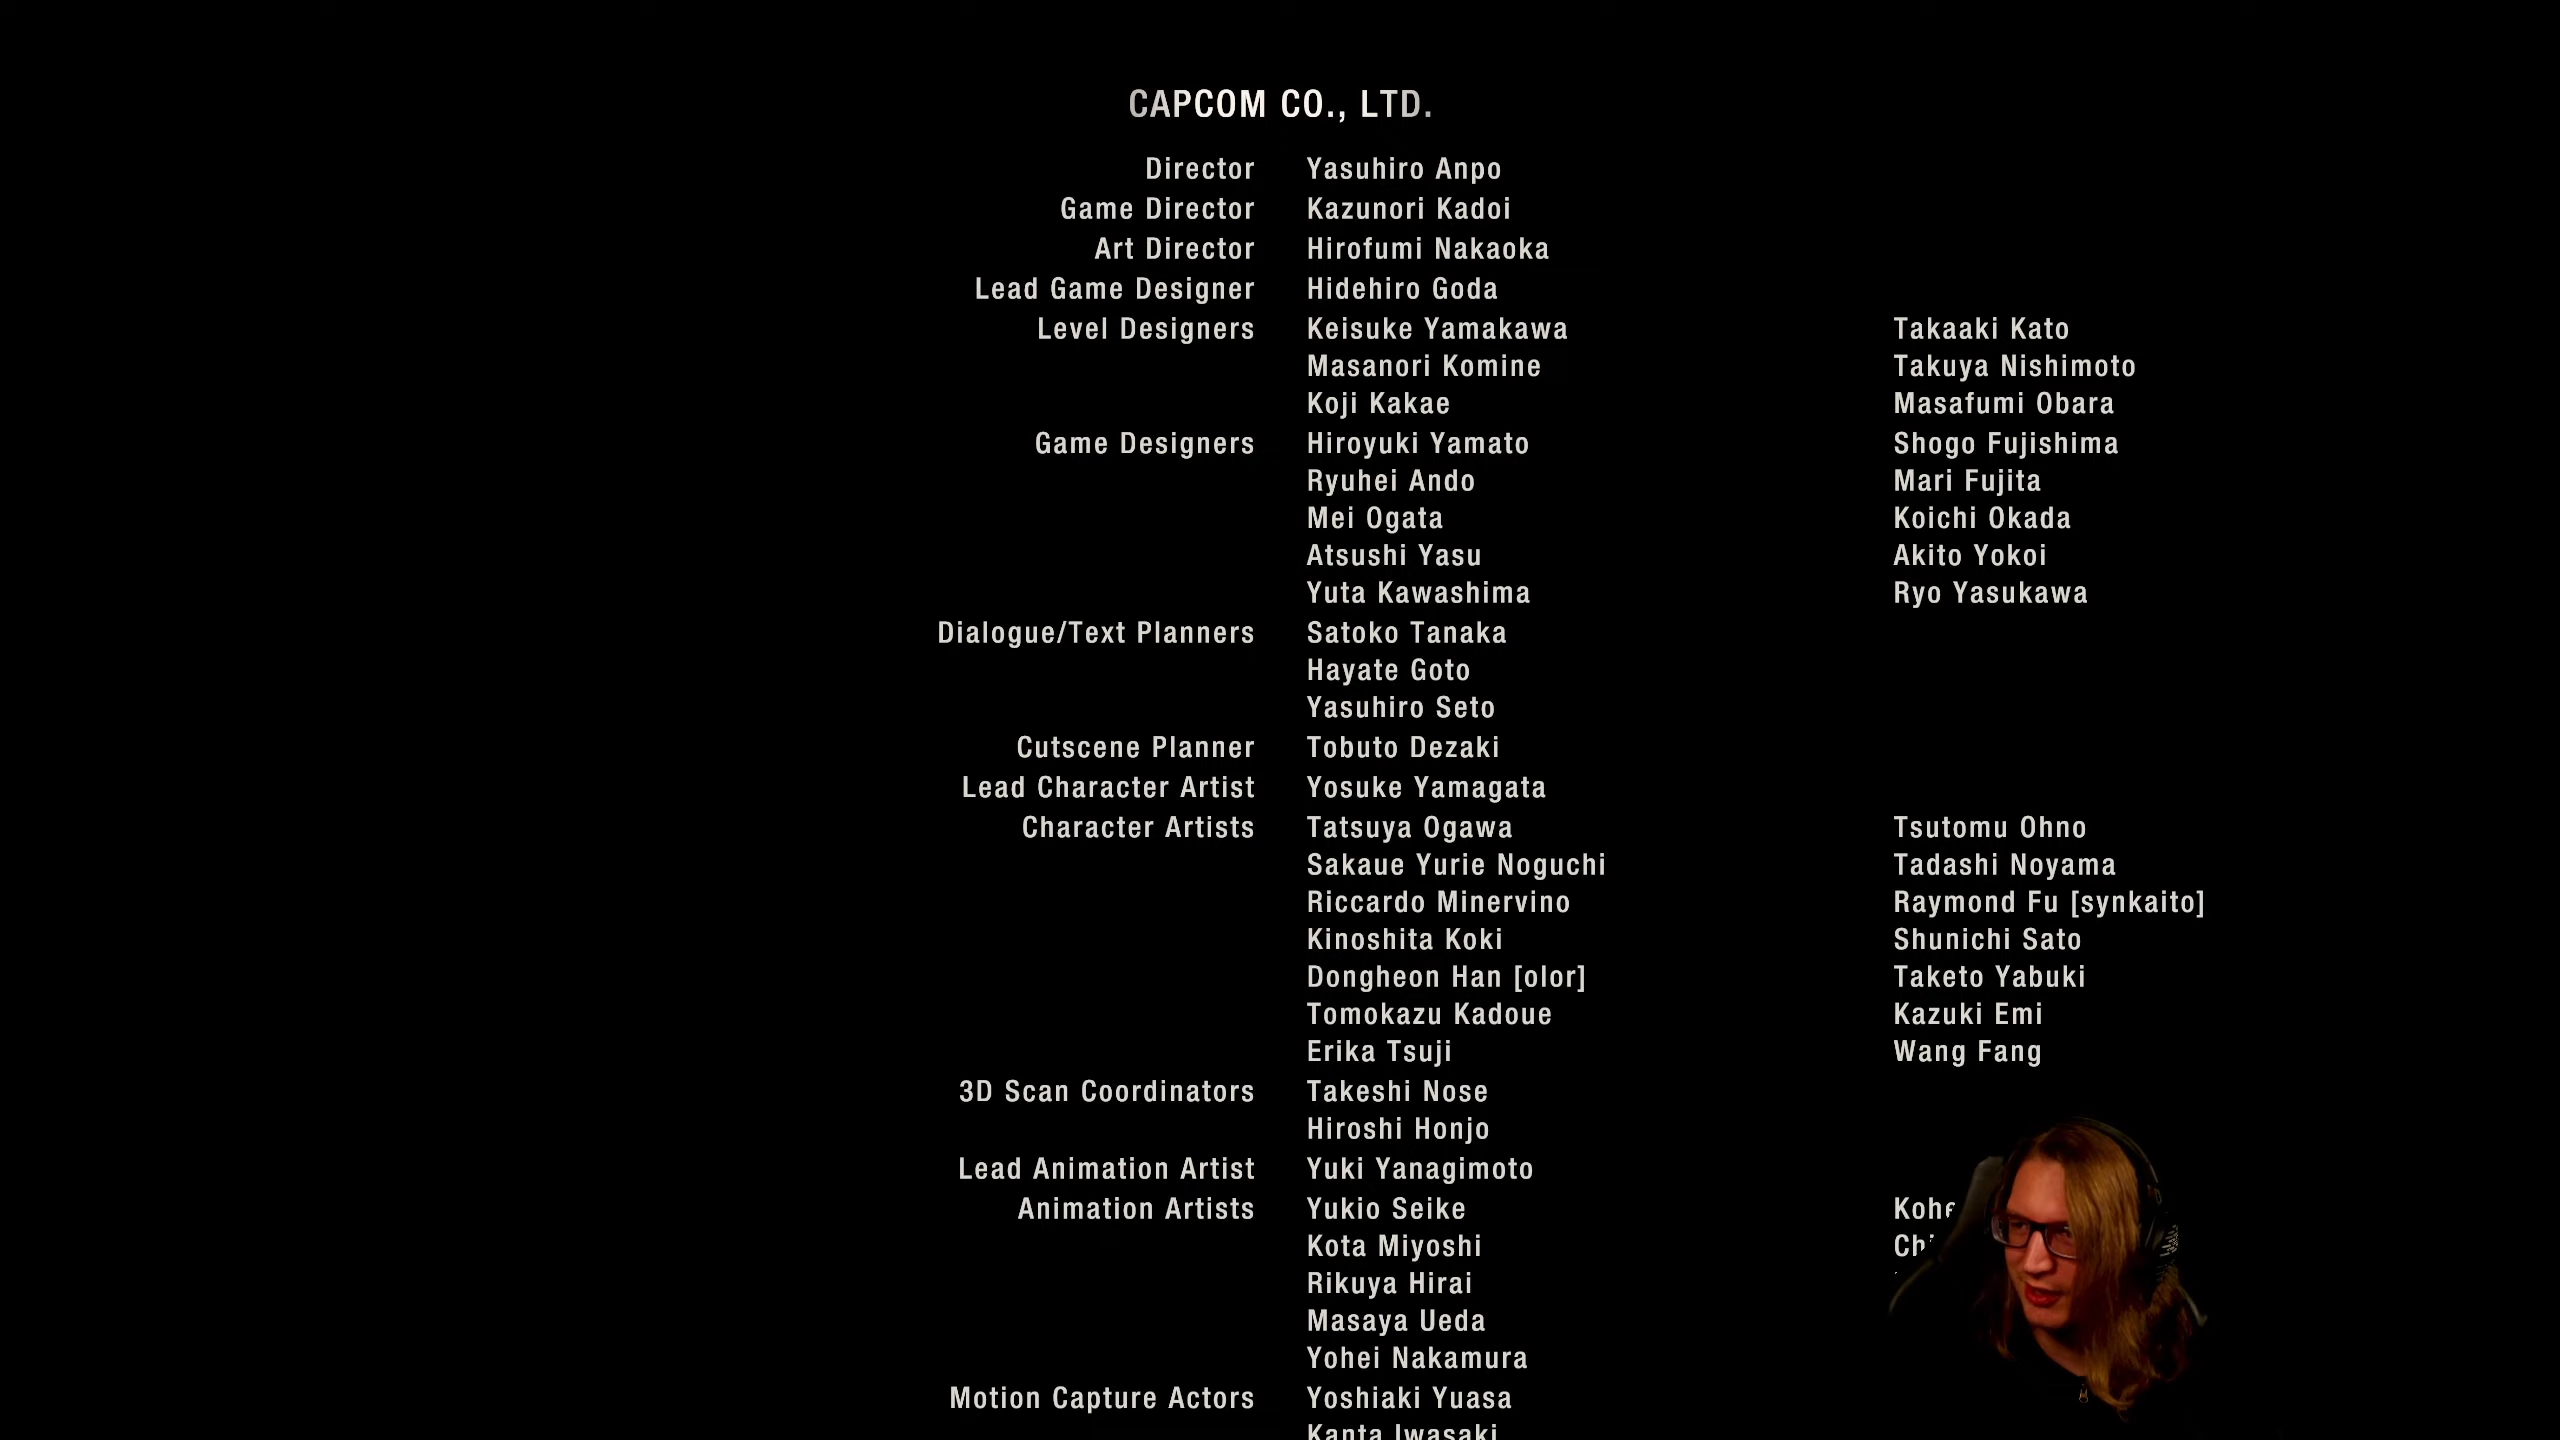 CAPCOM CO., LTD.
Director Yasuhiro Anpo
Game Director Kazunori Kadoi
Art Director Hirofumi Nakaoka
Lead Game Designer Hidehiro Goda
Level Designers Keisuke Yamakawa Takaaki Kato
Masanori Komine Takuya Nishimoto
Koji Kakae Masafumi Obara
Game Designers Hiroyuki Yamato Shogo Fujishima
Ryuhei Ando Mari Fujita
Mei Ogata Koichi Okada
Atsushi Yasu Akito Yokoi
Yuta Kawashima Ryo Yasukawa
Dialogue/Text Planners Satoko Tanaka
Hayate Goto
Yasuhiro Seto
Cutscene Planner Tobuto Dezaki
Lead Character Artist Yosuke Yamagata
Character Artists Tatsuya Ogawa Tsutomu Ohno
Sakaue Yurie Noguchi Tadashi Noyama
Riccardo Minervino Raymond Fu [synkaito]
Kinoshita Koki Shunichi Sato
Dongheon Han [olor] Taketo Yabuki
Tomokazu Kadoue Kazuki Emi
Erika Tsuji Wang Fang
3D Scan Coordinators Takeshi Nose
Hiroshi Honjo
Lead Animation Artist Yuki Yanagimoto
Animation Artists Yukio Seike
Kota Miyoshi
Rikuya Hirai
Masaya Ueda
Yohei Nakamura
Motion Capture Actors Yoshiaki Yuasa
Kanta Iwasaki